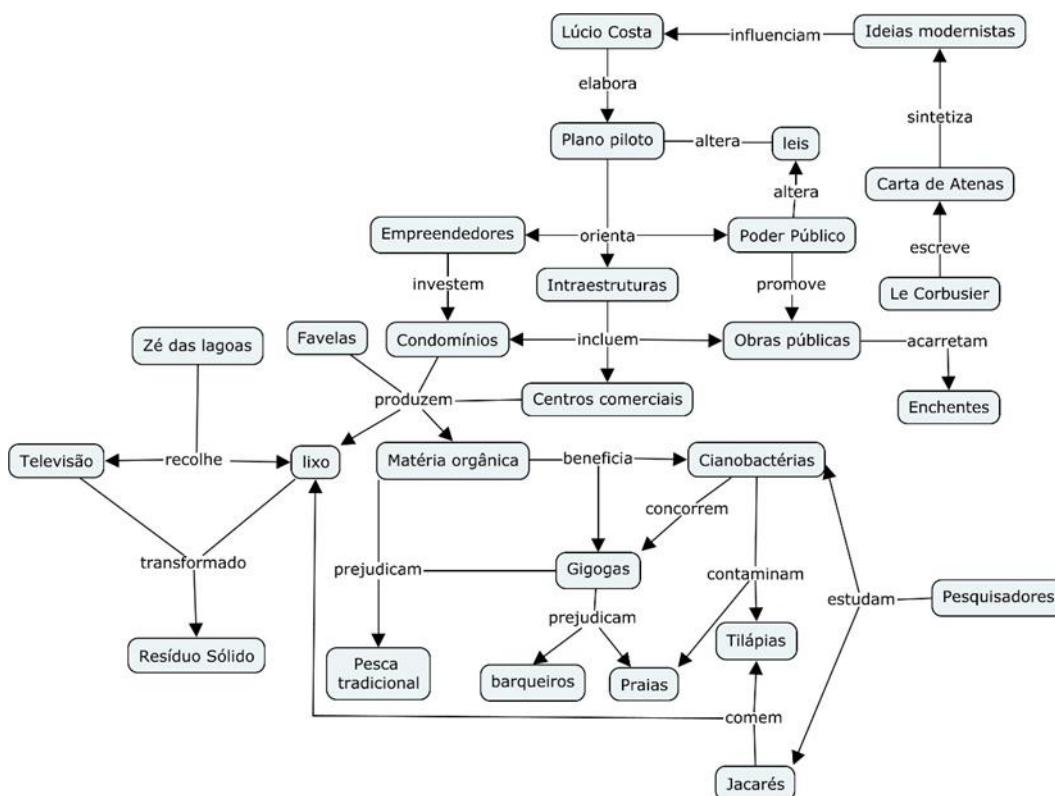 Lúcio Costa
influenciam
Ideias modernistas
elabora
sintetiza
Plano piloto
altera
leis
altera
Carta de Atenas
Empreendedores
orienta
Poder Público
escreve
investem
Intraestruturas
promove
Le Corbusier
Zé das lagoas
Favelas
Condomínios
incluem
Obras públicas
acarretam
produzem
Centros comerciais
Enchentes
Televisão
recolhe
lixo
Matéria orgânica
beneficia
Cianobactérias
concorrem
transformado
prejudicam
Gigogas
contaminam
estudam
Pesquisadores
prejudicam
Tilápias
Resíduo Sólido
Pesca
tradicional
barqueiros
Praias
comem
Jacarés